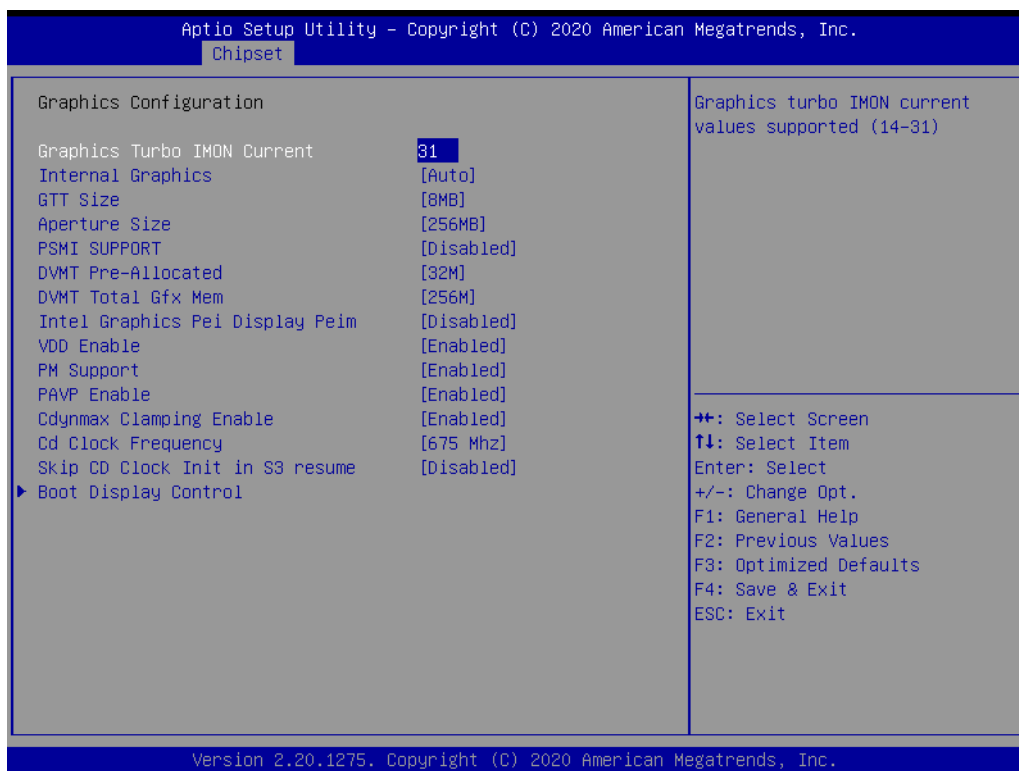 Aptio Setup Utility – Copyright (C) 2020 American Megatrends, Inc.
Chipset
Graphics Configuration
Graphics Turbo IMON Current 31
Internal Graphics [Auto]
GTT Size [8MB]
Aperture Size [256MB]
PSMI SUPPORT [Disabled]
DVMT Pre-Allocated [32M]
DVMT Total Gfx Mem [256M]
Intel Graphics Pei Display Peim [Disabled]
VDD Enable [Enabled]
PM Support [Enabled]
PAVP Enable [Enabled]
Cdynmax Clamping Enable [Enabled]
Cd Clock Frequency [675 Mhz]
Skip CD Clock Init in S3 resume [Disabled]
Boot Display Control
Graphics turbo IMON current
values supported (14-31)
→←: Select Screen
↑↓: Select Item
Enter: Select
+/-: Change Opt.
F1: General Help
F2: Previous Values
F3: Optimized Defaults
F4: Save & Exit
ESC: Exit
Version 2.20.1275. Copyright (C) 2020 American Megatrends, Inc.